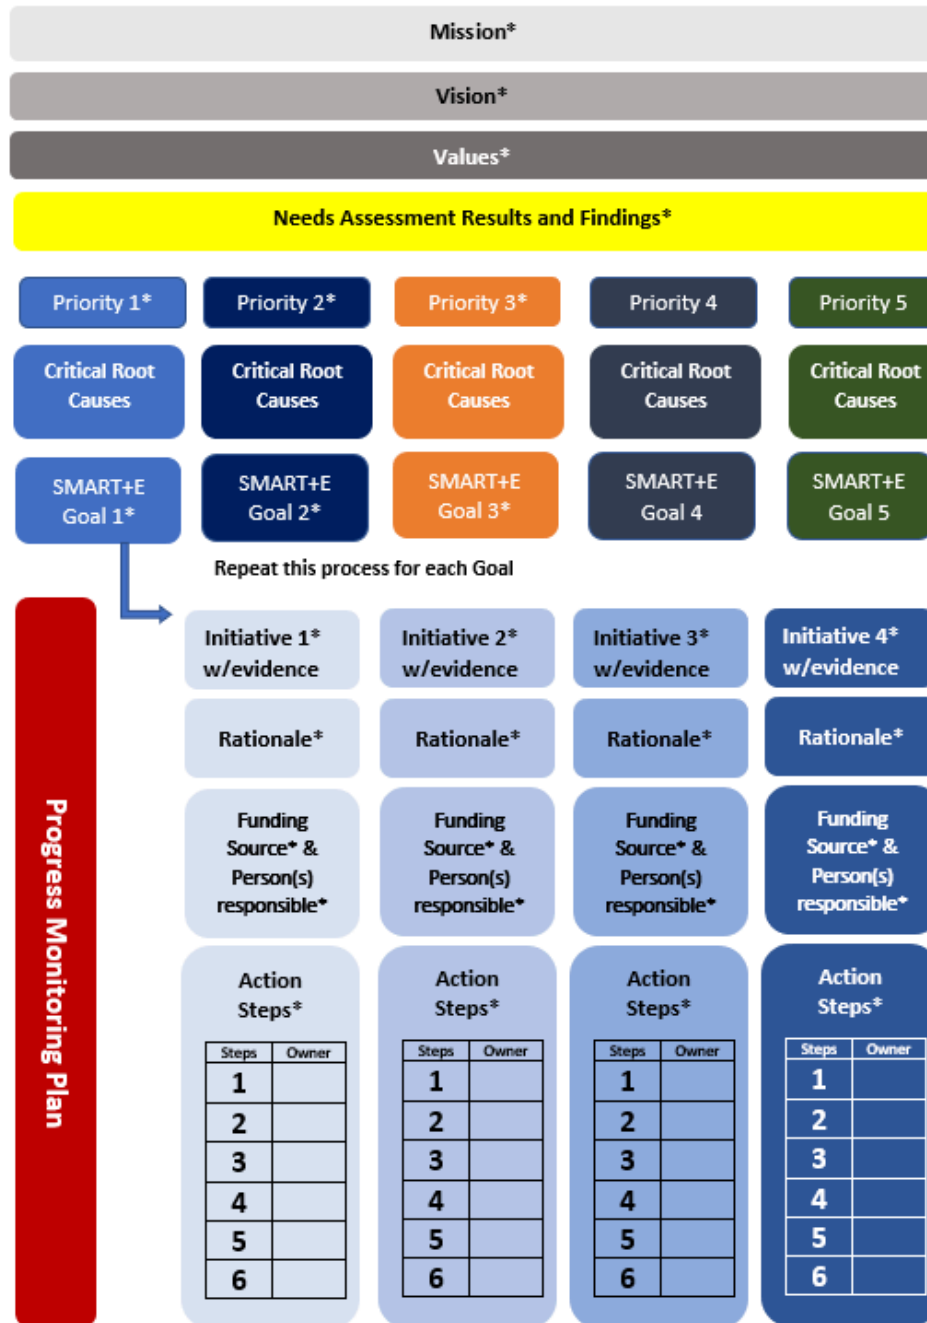 Mission*
Vision*
Values*
Needs Assessment Results and Findings*
Priority 1*
Priority 2*
Priority 3*
Priority 4
Priority 5
Critical Root
Causes
Critical Root
Causes
Critical Root
Causes
Critical Root
Causes
Critical Root
Causes
SMART+E
Goal 1*
SMART+E
Goal 2*
SMART+E
Goal 3*
SMART+E
Goal 4
SMART+E
Goal 5
Repeat this process for each Goal
Progress Monitoring Plan
Initiative 1*
w/evidence
Initiative 2*
w/evidence
Initiative 3*
w/evidence
Initiative 4*
w/evidence
Rationale*
Rationale*
Rationale*
Rationale*
Funding
Source* &
Person(s)
responsible*
Funding
Source* &
Person(s)
responsible*
Funding
Source* &
Person(s)
responsible*
Funding
Source* &
Person(s)
responsible*
Action
Steps*
Steps Owner
1
2
3
4
5
6
Action
Steps*
Steps Owner
1
2
3
4
5
6
Action
Steps*
Steps Owner
1
2
3
4
5
6
Action
Steps*
Steps Owner
1
2
3
4
5
6